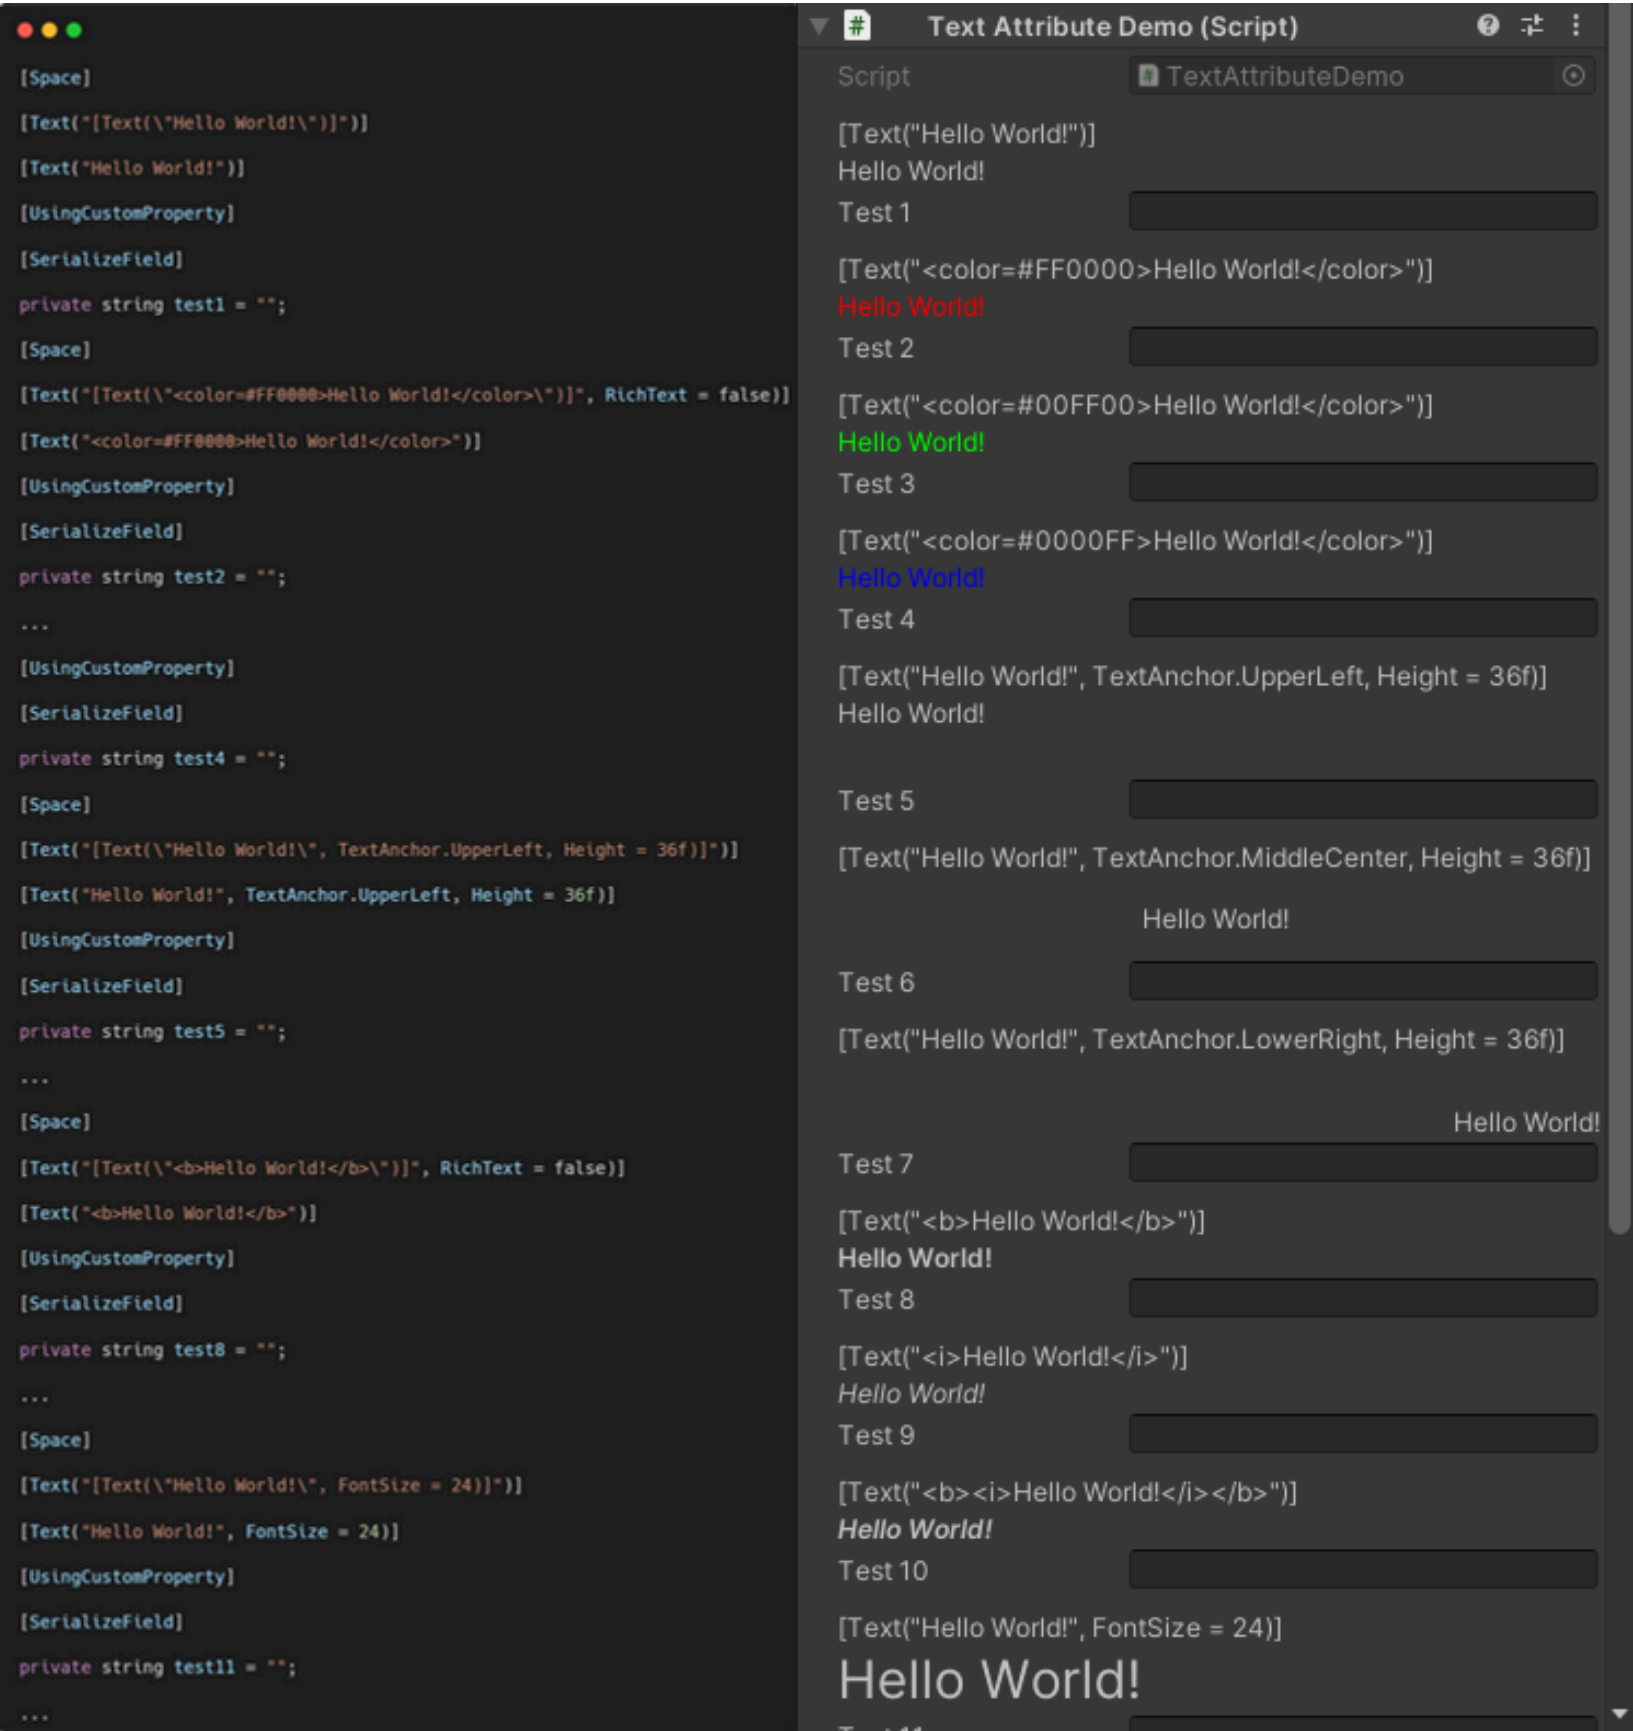 [Space]
[Text("[Text(\"Hello World!\")]")]
[Text("Hello World!")]
[UsingCustomProperty]
[SerializeField]
private string test1 = "";
[Space]
[Text("[Text(\"<color=#FF0000>Hello World!</color>\")]", RichText = false)]
[Text("<color=#FF0000>Hello World!</color>")]
[UsingCustomProperty]
[SerializeField]
private string test2 = "";
...
[UsingCustomProperty]
[SerializeField]
private string test4 = "";
[Space]
[Text("[Text(\"Hello World!\", TextAnchor.UpperLeft, Height = 36f)]")]
[Text("Hello World!", TextAnchor.UpperLeft, Height = 36f)]
[UsingCustomProperty]
[SerializeField]
private string test5 = "";
...
[Space]
[Text("[Text(\"<b>Hello World!</b>\")]", RichText = false)]
[Text("<b>Hello World!</b>")]
[UsingCustomProperty]
[SerializeField]
private string test8 = "";
...
[Space]
[Text("[Text(\"Hello World!\", FontSize = 24)]")]
[Text("Hello World!", FontSize = 24)]
[UsingCustomProperty]
[SerializeField]
private string test11 = "";
...
# Text Attribute Demo (Script)
Script # TextAttributeDemo
[Text("Hello World!")]
Hello World!
Test 1
[Text("<color=#FF0000>Hello World!</color>")]
Hello World!
Test 2
[Text("<color=#00FF00>Hello World!</color>")]
Hello World!
Test 3
[Text("<color=#0000FF>Hello World!</color>")]
Hello World!
Test 4
[Text("Hello World!", TextAnchor.UpperLeft, Height = 36f)]
Hello World!
Test 5
[Text("Hello World!", TextAnchor.MiddleCenter, Height = 36f)]
Hello World!
Test 6
[Text("Hello World!", TextAnchor.LowerRight, Height = 36f)]
Hello World!
Test 7
[Text("<b>Hello World!</b>")]
Hello World!
Test 8
[Text("<i>Hello World!</i>")]
Hello World!
Test 9
[Text("<b><i>Hello World!</i></b>")]
Hello World!
Test 10
[Text("Hello World!", FontSize = 24)]
Hello World!